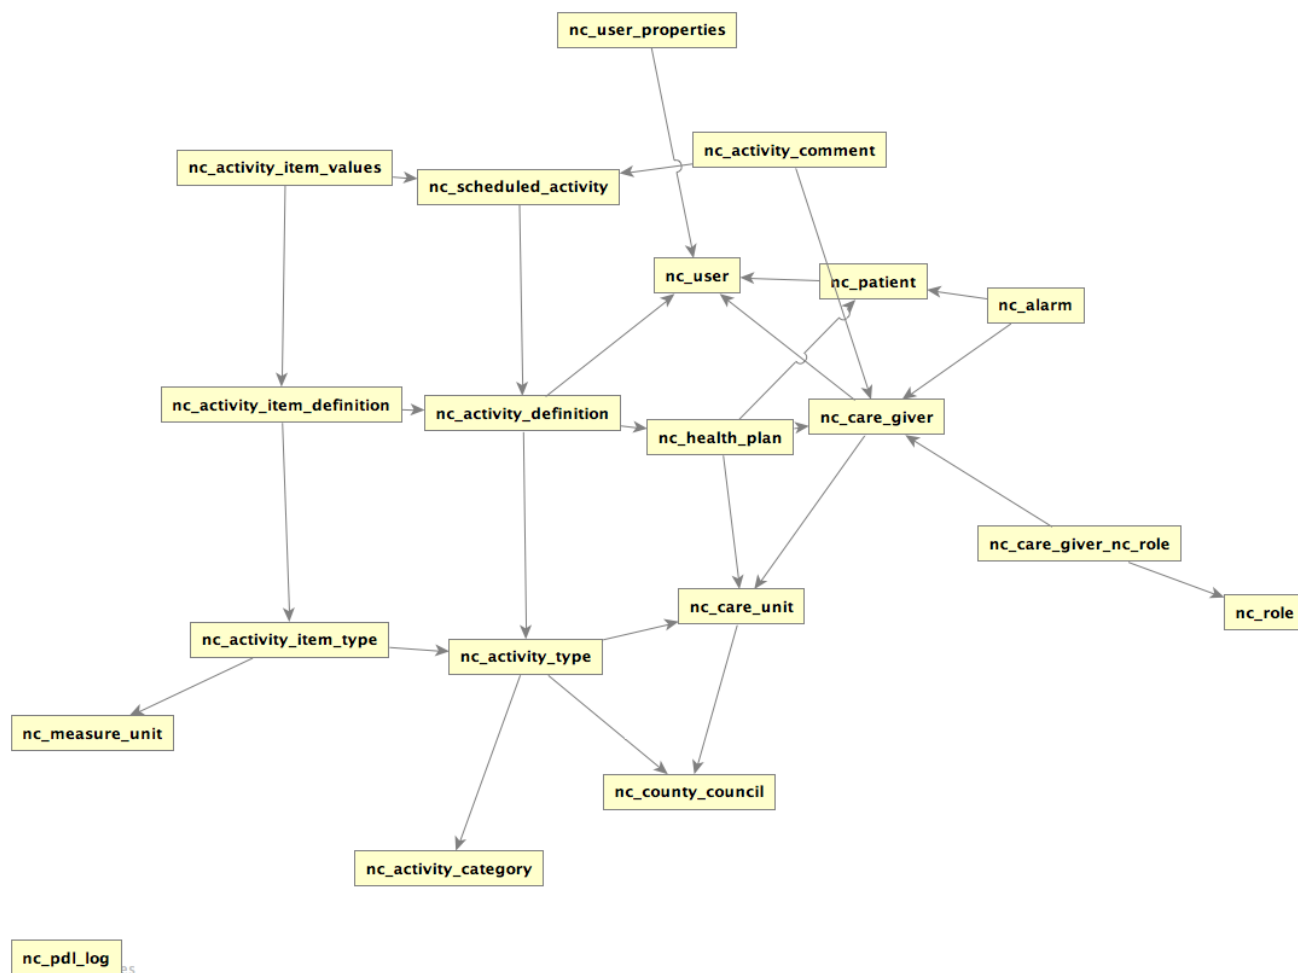 nc_user_properties
nc_activity_comment
nc_activity_item_values
nc_scheduled_activity
nc_user
nc_patient
nc_alarm
nc_activity_item_definition
nc_activity_definition
nc_health_plan
nc_care_giver
nc_care_giver_nc_role
nc_care_unit
nc_role
nc_activity_item_type
nc_activity_type
nc_measure_unit
nc_county_council
nc_activity_category
nc_pdl_log